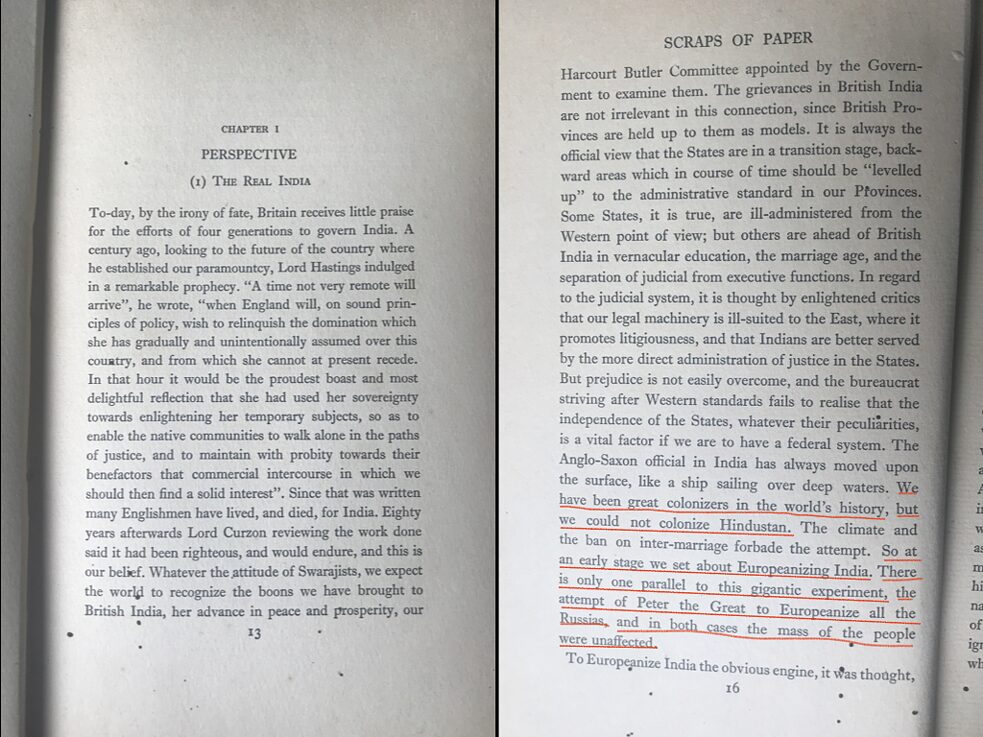 CHAPTER I
PERSPECTIVE
(1) THE REAL INDIA
To-day, by the irony of fate, Britain receives little praise
for the efforts of four generations to govern India. A
century ago, looking to the future of the country where
he established our paramountcy, Lord Hastings indulged
in a remarkable prophecy. "A time not very remote will
arrive", he wrote, "when England will, on sound prin-
ciples of policy, wish to relinquish the domination which
she has gradually and unintentionally assumed over this
country, and from which she cannot at present recede.
In that hour it would be the proudest boast and most
delightful reflection that she had used her sovereignty
towards enlightening her temporary subjects, so as to
enable the native communities to walk alone in the paths
of justice, and to maintain with probity towards their
benefactors that commercial intercourse in which we
should then find a solid interest". Since that was written
many Englishmen have lived, and died, for India. Eighty
years afterwards Lord Curzon reviewing the work done
said it had been righteous, and would endure, and this is
our belief. Whatever the attitude of Swarajists, we expect
the world to recognize the boons we have brought to
British India, her advance in peace and prosperity, our
13
SCRAPS OF PAPER
Harcourt Butler Committee appointed by the Govern-
ment to examine them. The grievances in British India
are not irrelevant in this connection, since British Pro-
vinces are held up to them as models. It is always the
official view that the States are in a transition stage, back-
ward areas which in course of time should be "levelled
up" to the administrative standard in our Provinces.
Some States, it is true, are ill-administered from the
Western point of view; but others are ahead of British
India in vernacular education, the marriage age, and the
separation of judicial from executive functions. In regard
to the judicial system, it is thought by enlightened critics
that our legal machinery is ill-suited to the East, where it
promotes litigiousness, and that Indians are better served
by the more direct administration of justice in the States.
But prejudice is not easily overcome, and the bureaucrat
striving after Western standards fails to realise that the
independence of the States, whatever their peculiarities,
is a vital factor if we are to have a federal system. The
Anglo-Saxon official in India has always moved upon
the surface, like a ship sailing over deep waters. We
have been great colonizers in the world's history, but
we could not colonize Hindustan. The climate and
the ban on inter-marriage forbade the attempt. So at
an early stage we set about Europeanizing India. There
is only one parallel to this gigantic experiment, the
attempt of Peter the Great to Europeanize all the
Russias, and in both cases the mass of the people
were unaffected.
To Europeanize India the obvious engine, it was thought,
16